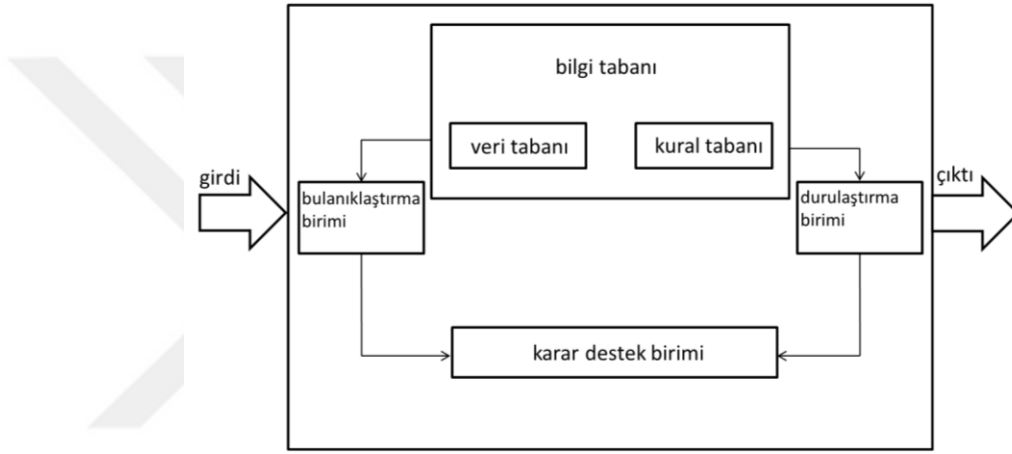 bilgi tabanı
veri tabanı
kural tabanı
girdi
bulanıklaştırma
birimi
durulaştırma
birimi
çıktı
karar destek birimi